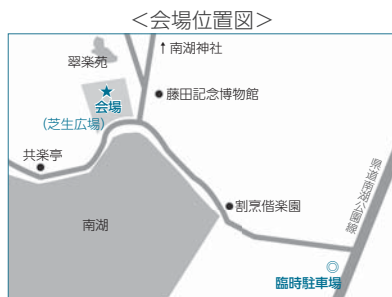 ＜会場位置図＞
↑南湖神社
翠楽苑
★
会場
●藤田記念博物館
(芝生広場)
共楽亭
●
●割烹偕楽園
県道南湖公園線
南湖
◎
臨時駐車場